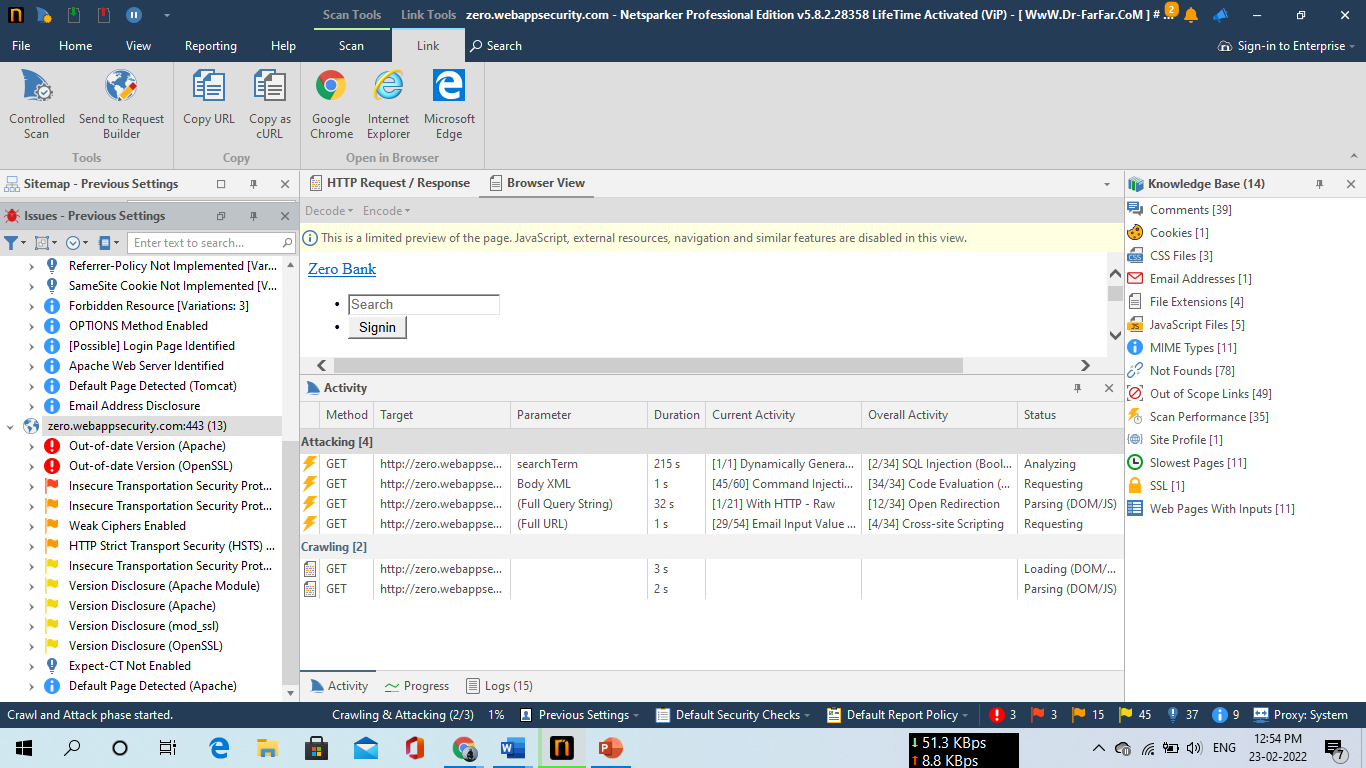 Scan Tools Link Tools zero.webappsecurity.com - Netsparker Professional Edition v5.8.2.28358 LifeTime Activated (ViP) - [ WwW.Dr-FarFar.CoM ] # ... 2
File Home View Reporting Help Scan Link Search Sign-in to Enterprise
Controlled Scan
Send to Request Builder
Tools
Copy URL
Copy as cURL
Copy
Google Chrome
Internet Explorer
Microsoft Edge
Open in Browser
Sitemap - Previous Settings
Issues - Previous Settings
Enter text to search...
Referrer-Policy Not Implemented [Var...
SameSite Cookie Not Implemented [V...
Forbidden Resource [Variations: 3]
OPTIONS Method Enabled
[Possible] Login Page Identified
Apache Web Server Identified
Default Page Detected (Tomcat)
Email Address Disclosure
zero.webappsecurity.com:443 (13)
Out-of-date Version (Apache)
Out-of-date Version (OpenSSL)
Insecure Transportation Security Prot...
Insecure Transportation Security Prot...
Weak Ciphers Enabled
HTTP Strict Transport Security (HSTS) ...
Insecure Transportation Security Prot...
Version Disclosure (Apache Module)
Version Disclosure (Apache)
Version Disclosure (mod_ssl)
Version Disclosure (OpenSSL)
Expect-CT Not Enabled
Default Page Detected (Apache)
HTTP Request / Response Browser View
Decode Encode
This is a limited preview of the page. JavaScript, external resources, navigation and similar features are disabled in this view.
Zero Bank
Search
Signin
Activity
Method Target Parameter Duration Current Activity Overall Activity Status
Attacking [4]
GET http://zero.webappse... searchTerm 215 s [1/1] Dynamically Genera... [2/34] SQL Injection (Bool... Analyzing
GET http://zero.webappse... Body XML 1 s [45/60] Command Injecti... [34/34] Code Evaluation (... Requesting
GET http://zero.webappse... (Full Query String) 32 s [1/21] With HTTP - Raw [12/34] Open Redirection Parsing (DOM/JS)
GET http://zero.webappse... (Full URL) 1 s [29/54] Email Input Value ... [4/34] Cross-site Scripting Requesting
Crawling [2]
GET http://zero.webappse... 3 s Loading (DOM/...
GET http://zero.webappse... 2 s Parsing (DOM/JS)
Activity Progress Logs (15)
Knowledge Base (14)
Comments [39]
Cookies [1]
CSS Files [3]
Email Addresses [1]
File Extensions [4]
JavaScript Files [5]
MIME Types [11]
Not Founds [78]
Out of Scope Links [49]
Scan Performance [35]
Site Profile [1]
Slowest Pages [11]
SSL [1]
Web Pages With Inputs [11]
Crawl and Attack phase started. Crawling & Attacking (2/3) 1% Previous Settings Default Security Checks Default Report Policy 3 3 15 45 37 9 Proxy: System
51.3 KBps
8.8 KBps
ENG
12:54 PM
23-02-2022
7